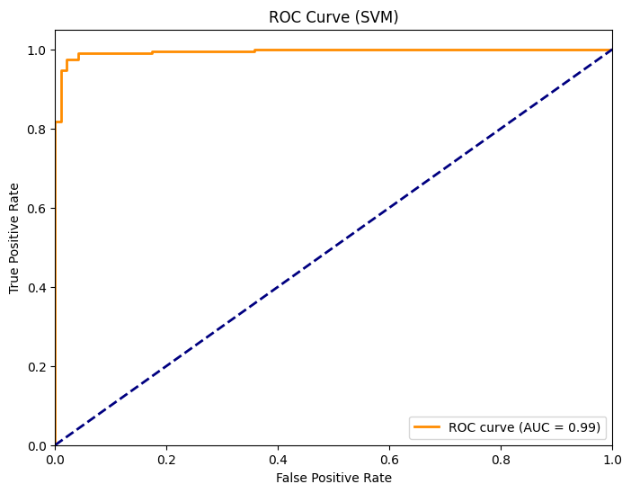 ROC Curve (SVM)
True Positive Rate
1.0
0.8
0.6
0.4
0.2
0.0
ROC curve (AUC = 0.99)
0.0 0.2 0.4 0.6 0.8 1.0
False Positive Rate